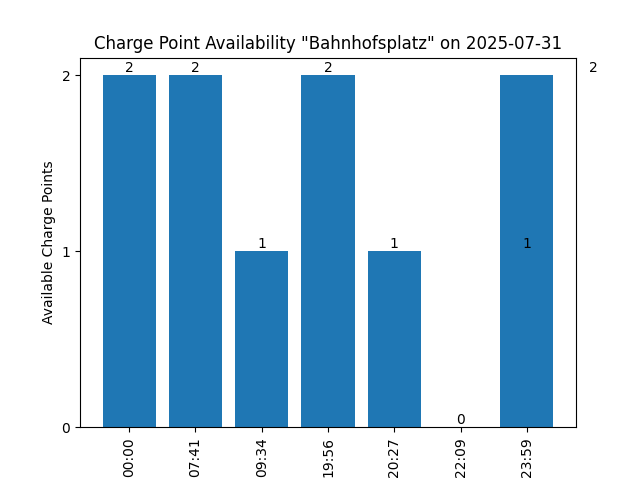 Charge Point Availability "Bahnhofsplatz" on 2025-07-31
2 2 2 2
2
1 1 1
1
0
0
Available Charge Points
00:00 07:41 09:34 19:56 20:27 22:09 23:59